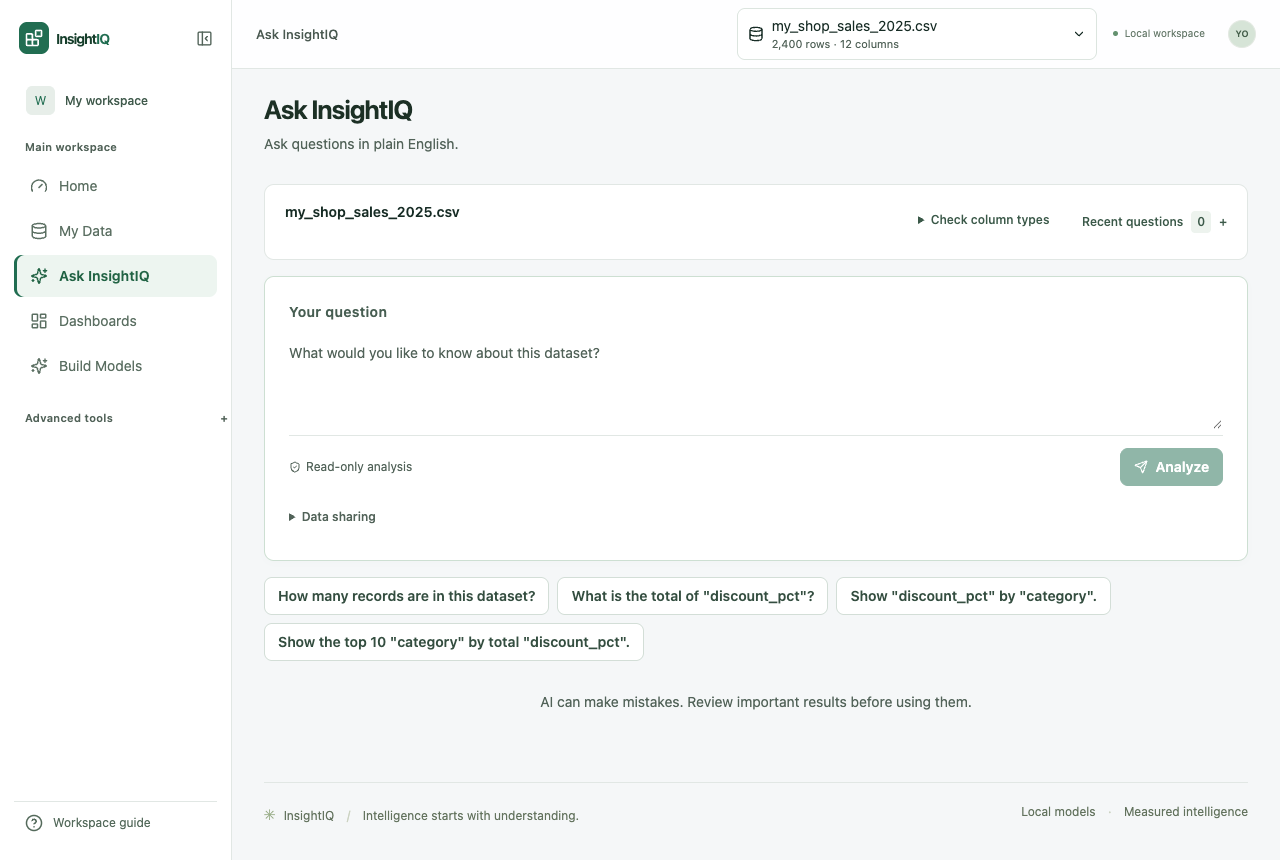 InsightIQ
Ask InsightIQ
my_shop_sales_2025.csv
2,400 rows · 12 columns
Local workspace
YO
W
My workspace
Main workspace
Home
My Data
Ask InsightIQ
Dashboards
Build Models
Advanced tools
+
Workspace guide
Ask InsightIQ
Ask questions in plain English.
my_shop_sales_2025.csv
Check column types
Recent questions 0 +
Your question
What would you like to know about this dataset?
Read-only analysis
Analyze
Data sharing
How many records are in this dataset?
What is the total of "discount_pct"?
Show "discount_pct" by "category".
Show the top 10 "category" by total "discount_pct".
AI can make mistakes. Review important results before using them.
InsightIQ / Intelligence starts with understanding.
Local models · Measured intelligence